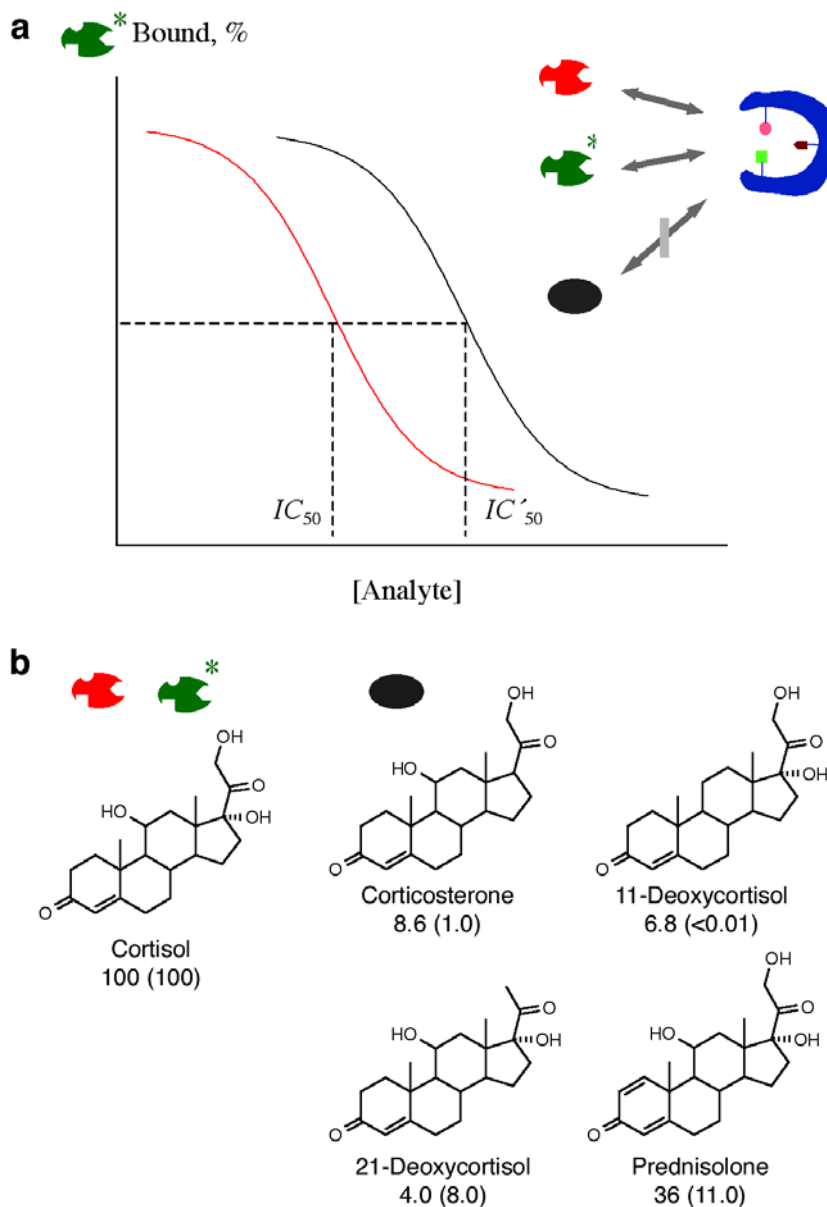 a
* Bound, %
*
IC50 IC´50
[Analyte]
b
*
OH
O
HO
OH
O
Cortisol
100 (100)
OH
O
HO
O
Corticosterone
8.6 (1.0)
OH
O
OH
O
11-Deoxycortisol
6.8 (<0.01)
O
HO
OH
O
21-Deoxycortisol
4.0 (8.0)
OH
O
HO
OH
O
Prednisolone
36 (11.0)